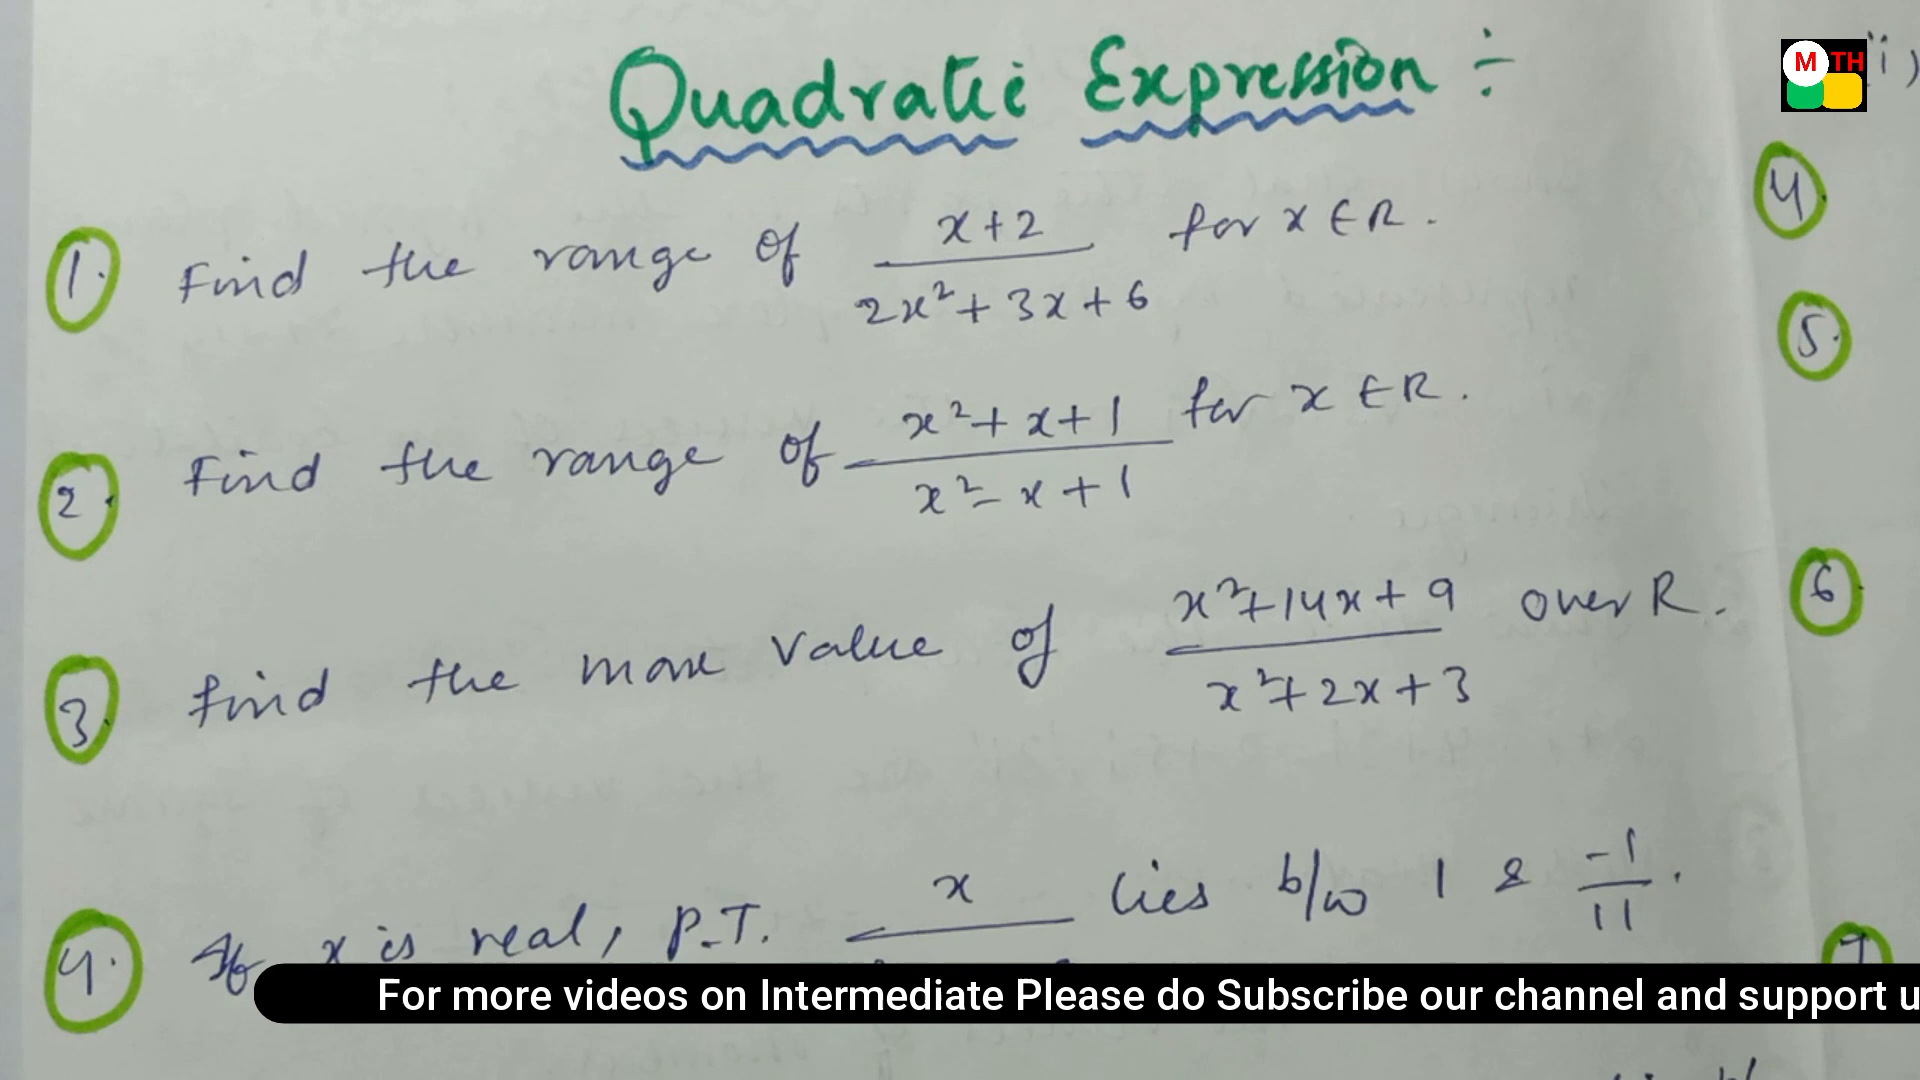 Quadratic Expression :-
M TH
ii)
1. Find the range of x+2 / 2x²+3x+6 for x ∈ R.
2. Find the range of x²+x+1 / x²-x+1 for x ∈ R.
3. Find the max value of x²+14x+9 / x²+2x+3 over R.
4. If x is real, P.T. x lies b/w 1 & -1/11.
4.
5.
6.
7
For more videos on Intermediate Please do Subscribe our channel and support u